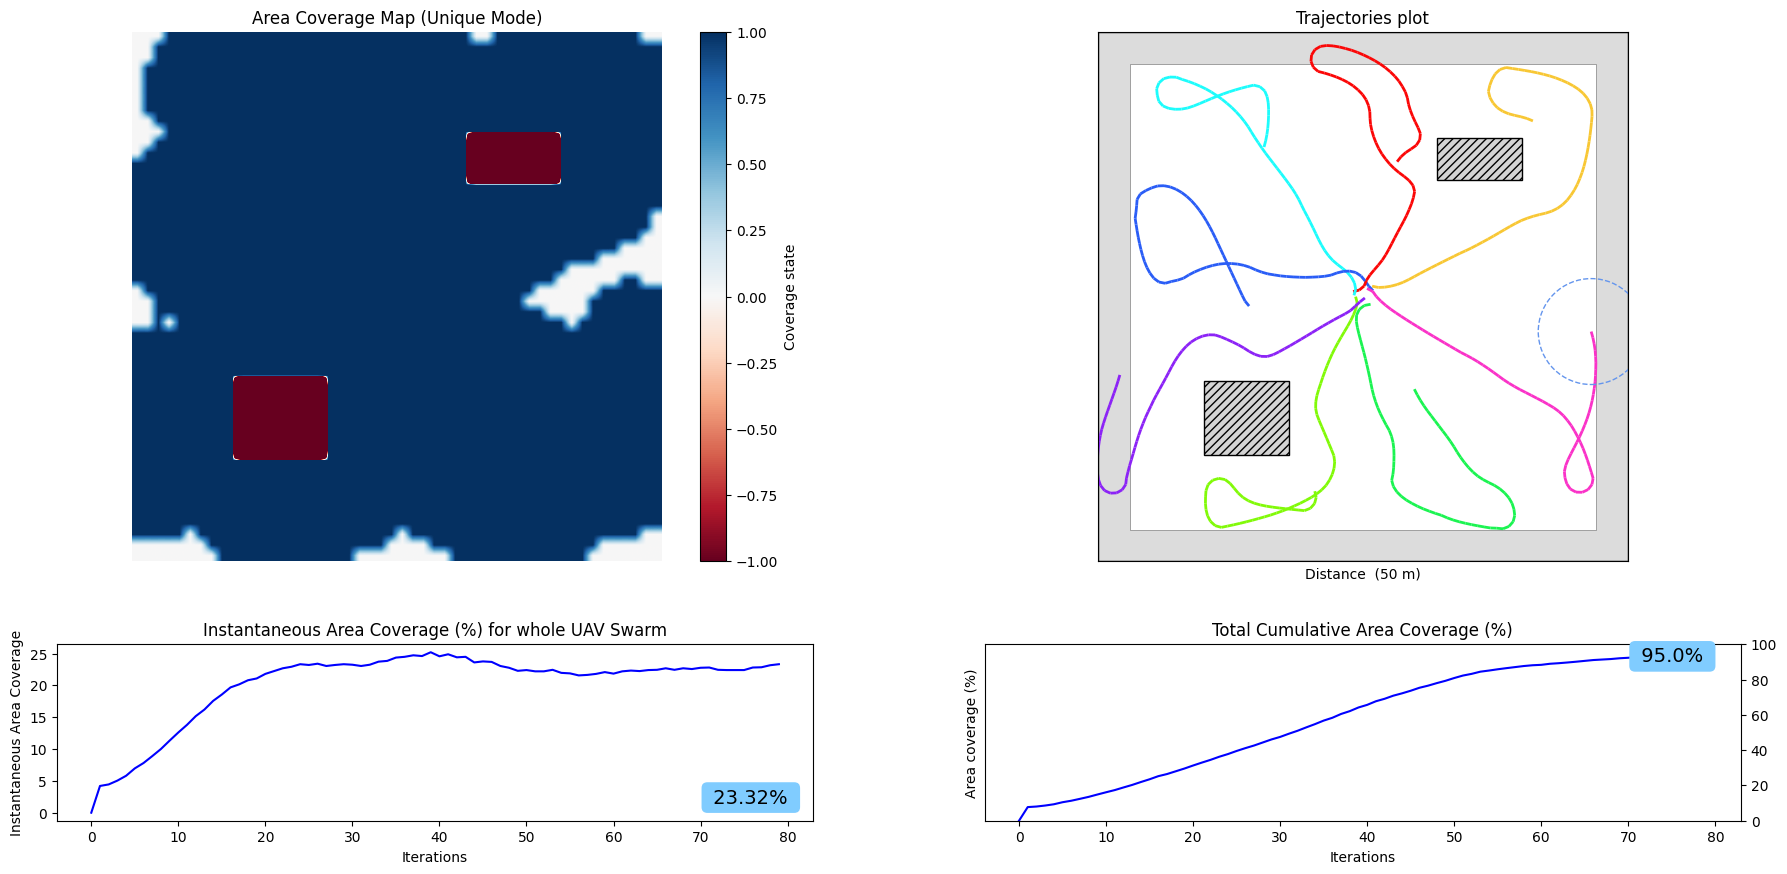 Area Coverage Map (Unique Mode)
1.00
0.75
0.50
0.25
0.00
−0.25
−0.50
−0.75
−1.00
Coverage state
Trajectories plot
Distance  (50 m)
Instantaneous Area Coverage (%) for whole UAV Swarm
Instantaneous Area Coverage
25
20
15
10
5
0
23.32%
0 10 20 30 40 50 60 70 80
Iterations
Total Cumulative Area Coverage (%)
Area coverage (%)
95.0%
100
80
60
40
20
0
0 10 20 30 40 50 60 70 80
Iterations